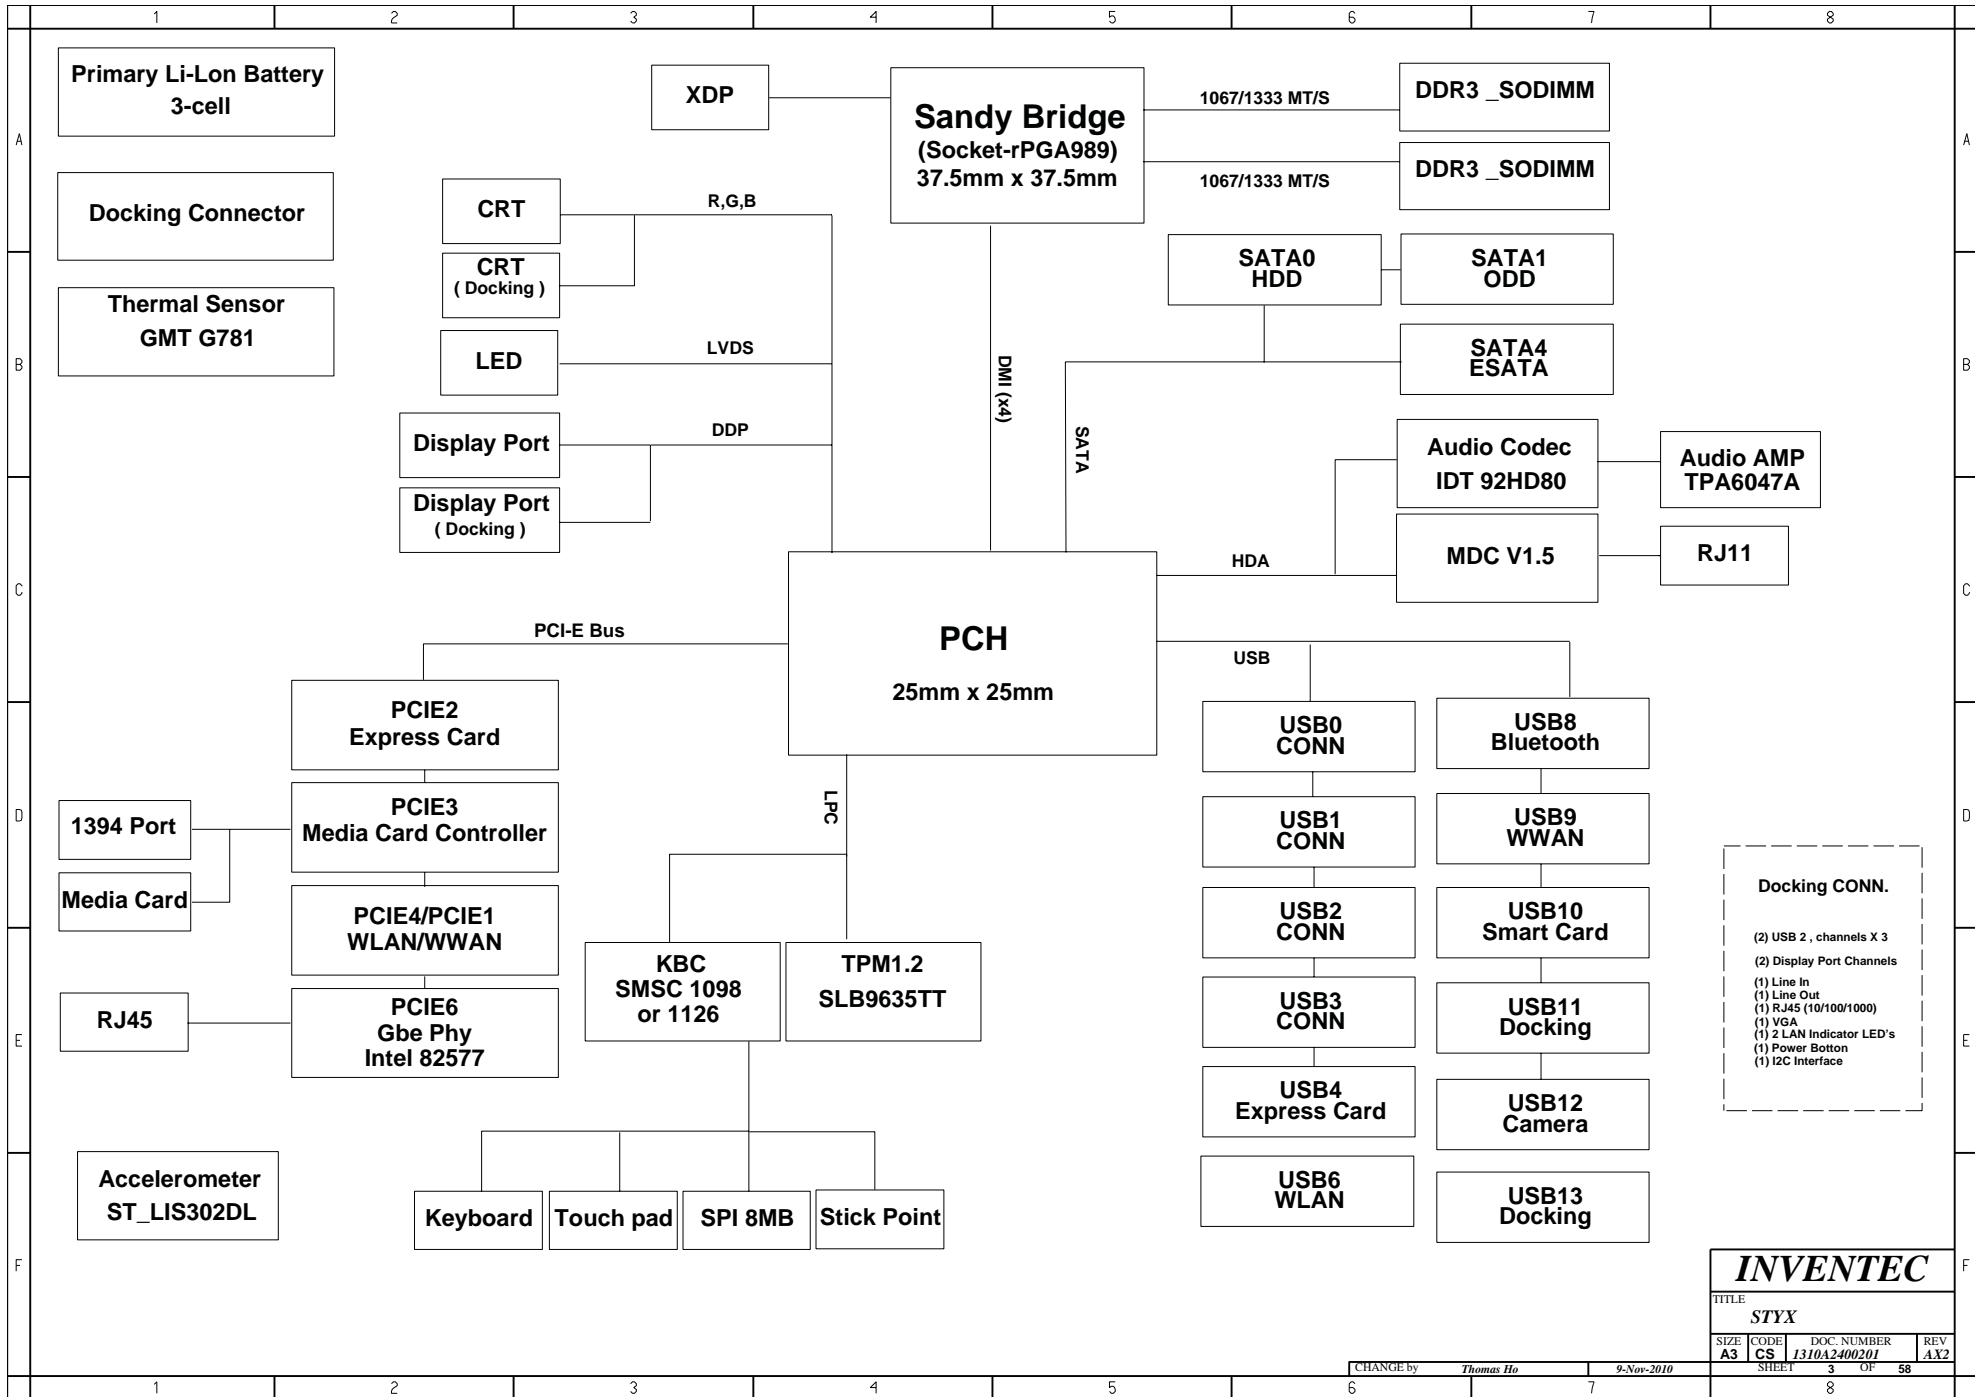 1 2 3 4 5 6 7 8
A
B
C
D
E
F
A
B
C
D
E
F
Primary Li-Lon Battery
3-cell
Docking Connector
Thermal Sensor
GMT G781
XDP
Sandy Bridge
(Socket-rPGA989)
37.5mm x 37.5mm
1067/1333 MT/S
1067/1333 MT/S
DDR3 _SODIMM
DDR3 _SODIMM
CRT
CRT
( Docking )
R,G,B
LED
LVDS
Display Port
DDP
Display Port
( Docking )
DMI (x4)
SATA
SATA0
HDD
SATA1
ODD
SATA4
ESATA
Audio Codec
IDT 92HD80
Audio AMP
TPA6047A
HDA
MDC V1.5
RJ11
PCH
25mm x 25mm
PCI-E Bus
PCIE2
Express Card
PCIE3
Media Card Controller
PCIE4/PCIE1
WLAN/WWAN
PCIE6
Gbe Phy
Intel 82577
1394 Port
Media Card
RJ45
LPC
KBC
SMSC 1098
or 1126
TPM1.2
SLB9635TT
Keyboard
Touch pad
SPI 8MB
Stick Point
Accelerometer
ST_LIS302DL
USB
USB0
CONN
USB1
CONN
USB2
CONN
USB3
CONN
USB4
Express Card
USB6
WLAN
USB8
Bluetooth
USB9
WWAN
USB10
Smart Card
USB11
Docking
USB12
Camera
USB13
Docking
Docking CONN.
(2) USB 2 , channels X 3
(2) Display Port Channels
(1) Line In
(1) Line Out
(1) RJ45 (10/100/1000)
(1) VGA
(1) 2 LAN Indicator LED's
(1) Power Botton
(1) I2C Interface
INVENTEC
TITLE
STYX
SIZE CODE DOC. NUMBER REV
A3 CS 1310A2400201 AX2
CHANGE by Thomas Ho 9-Nov-2010 SHEET 3 OF 58
1 2 3 4 5 6 7 8